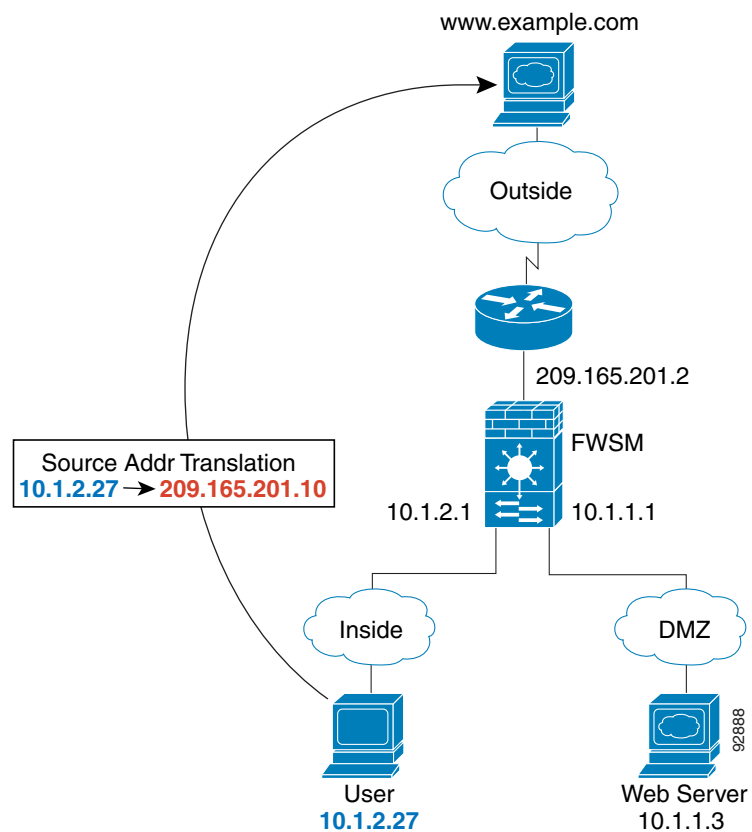 www.example.com
Outside
209.165.201.2
FWSM
Source Addr Translation
10.1.2.27 → 209.165.201.10
10.1.2.1
10.1.1.1
Inside
DMZ
92888
User
10.1.2.27
Web Server
10.1.1.3